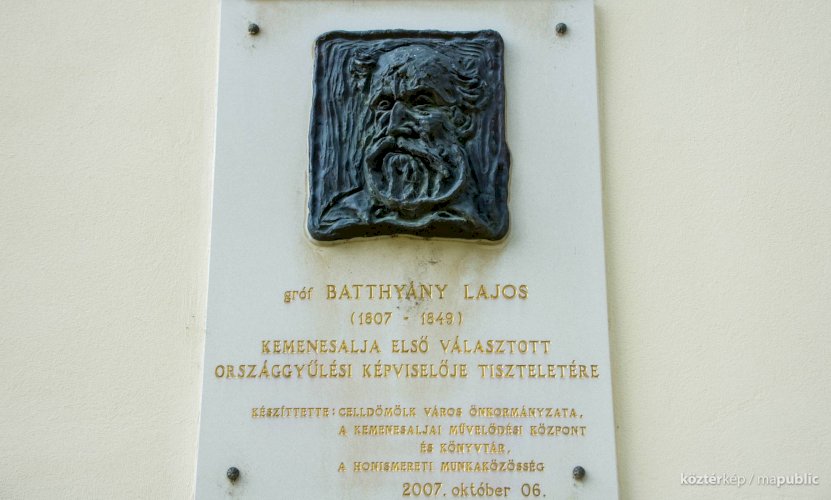 gróf BATTHYÁNY LAJOS
(1807 - 1849)
KEMENESALJA ELSŐ VÁLASZTOTT
ORSZÁGGYŰLÉSI KÉPVISELŐJE TISZTELETÉRE
KÉSZÍTTETTE: CELLDÖMÖLK VÁROS ÖNKORMÁNYZATA,
A KEMENESALJAI MŰVELŐDÉSI KÖZPONT
ÉS KÖNYVTÁR,
A HONISMERETI MUNKAKÖZÖSSÉG
2007. október 06.
köztérkép / mapublic